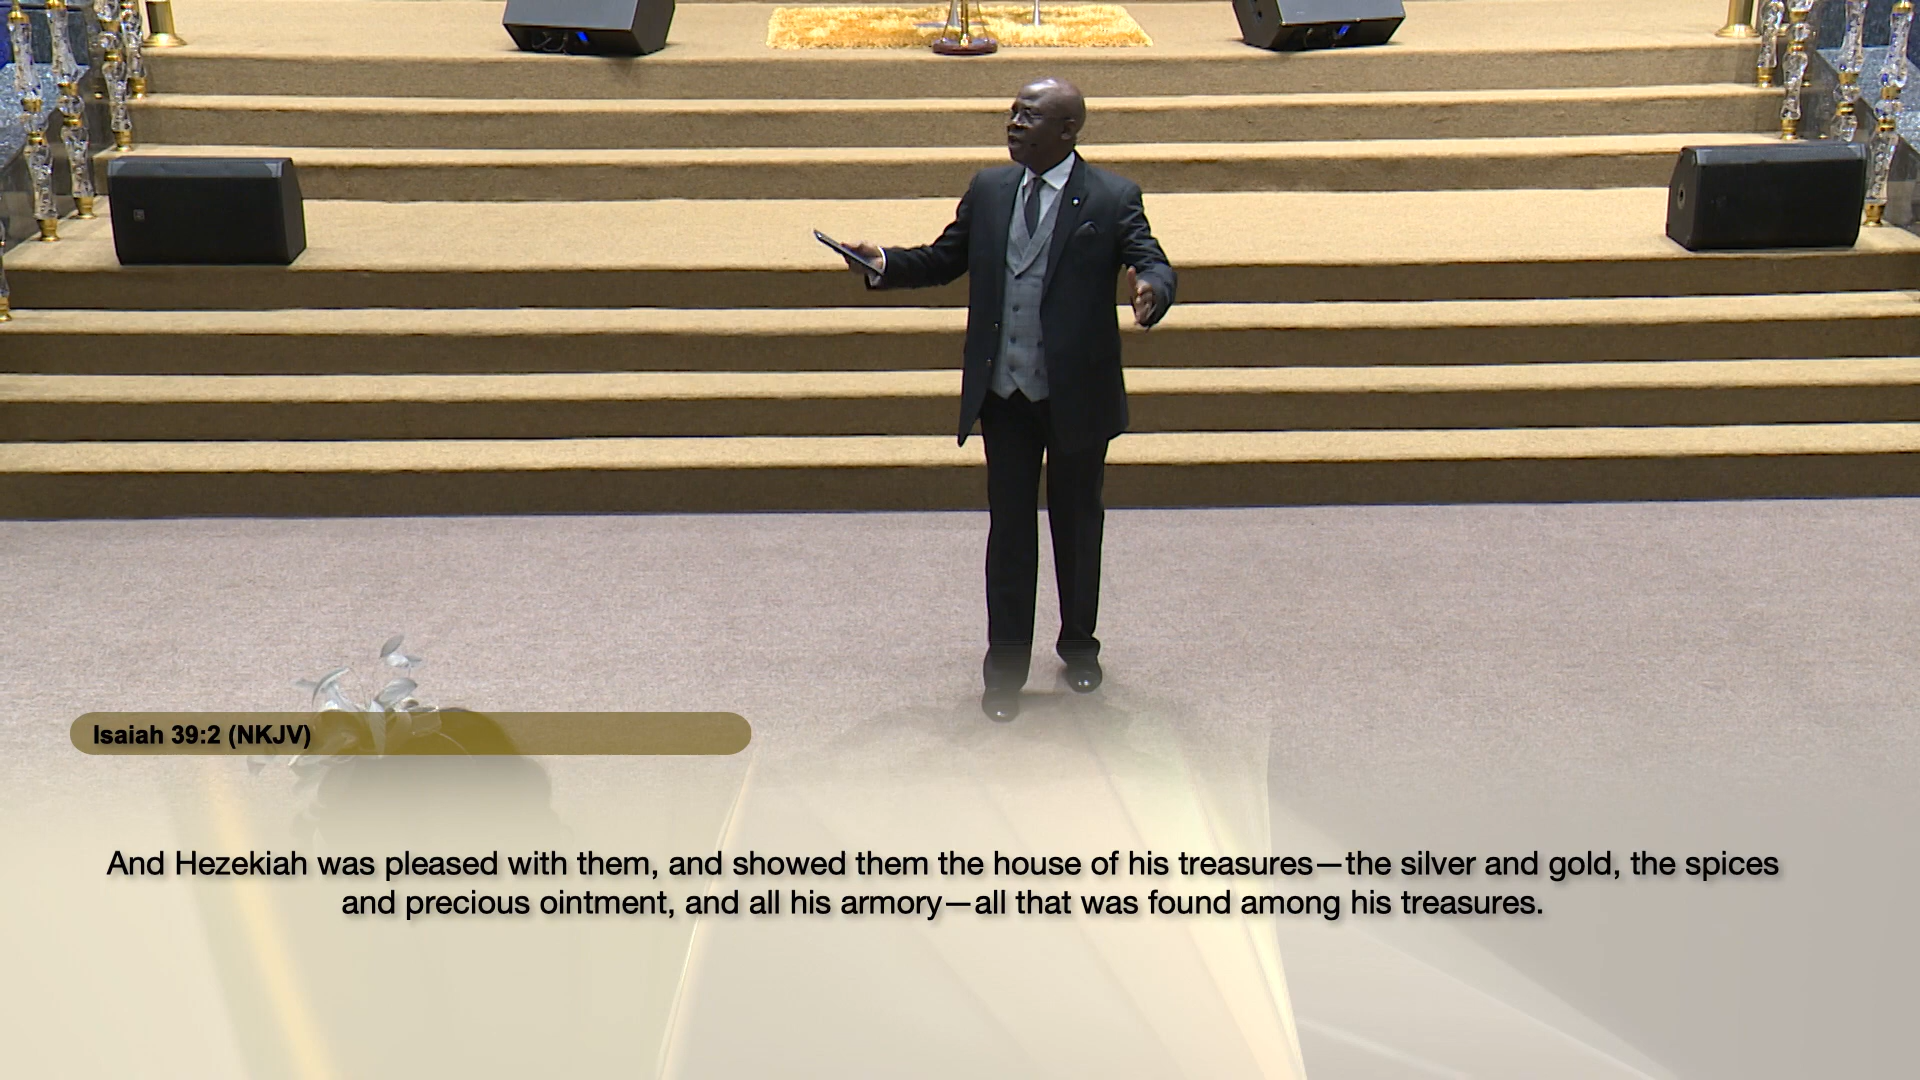 Isaiah 39:2 (NKJV)
And Hezekiah was pleased with them, and showed them the house of his treasures—the silver and gold, the spices
and precious ointment, and all his armory—all that was found among his treasures.